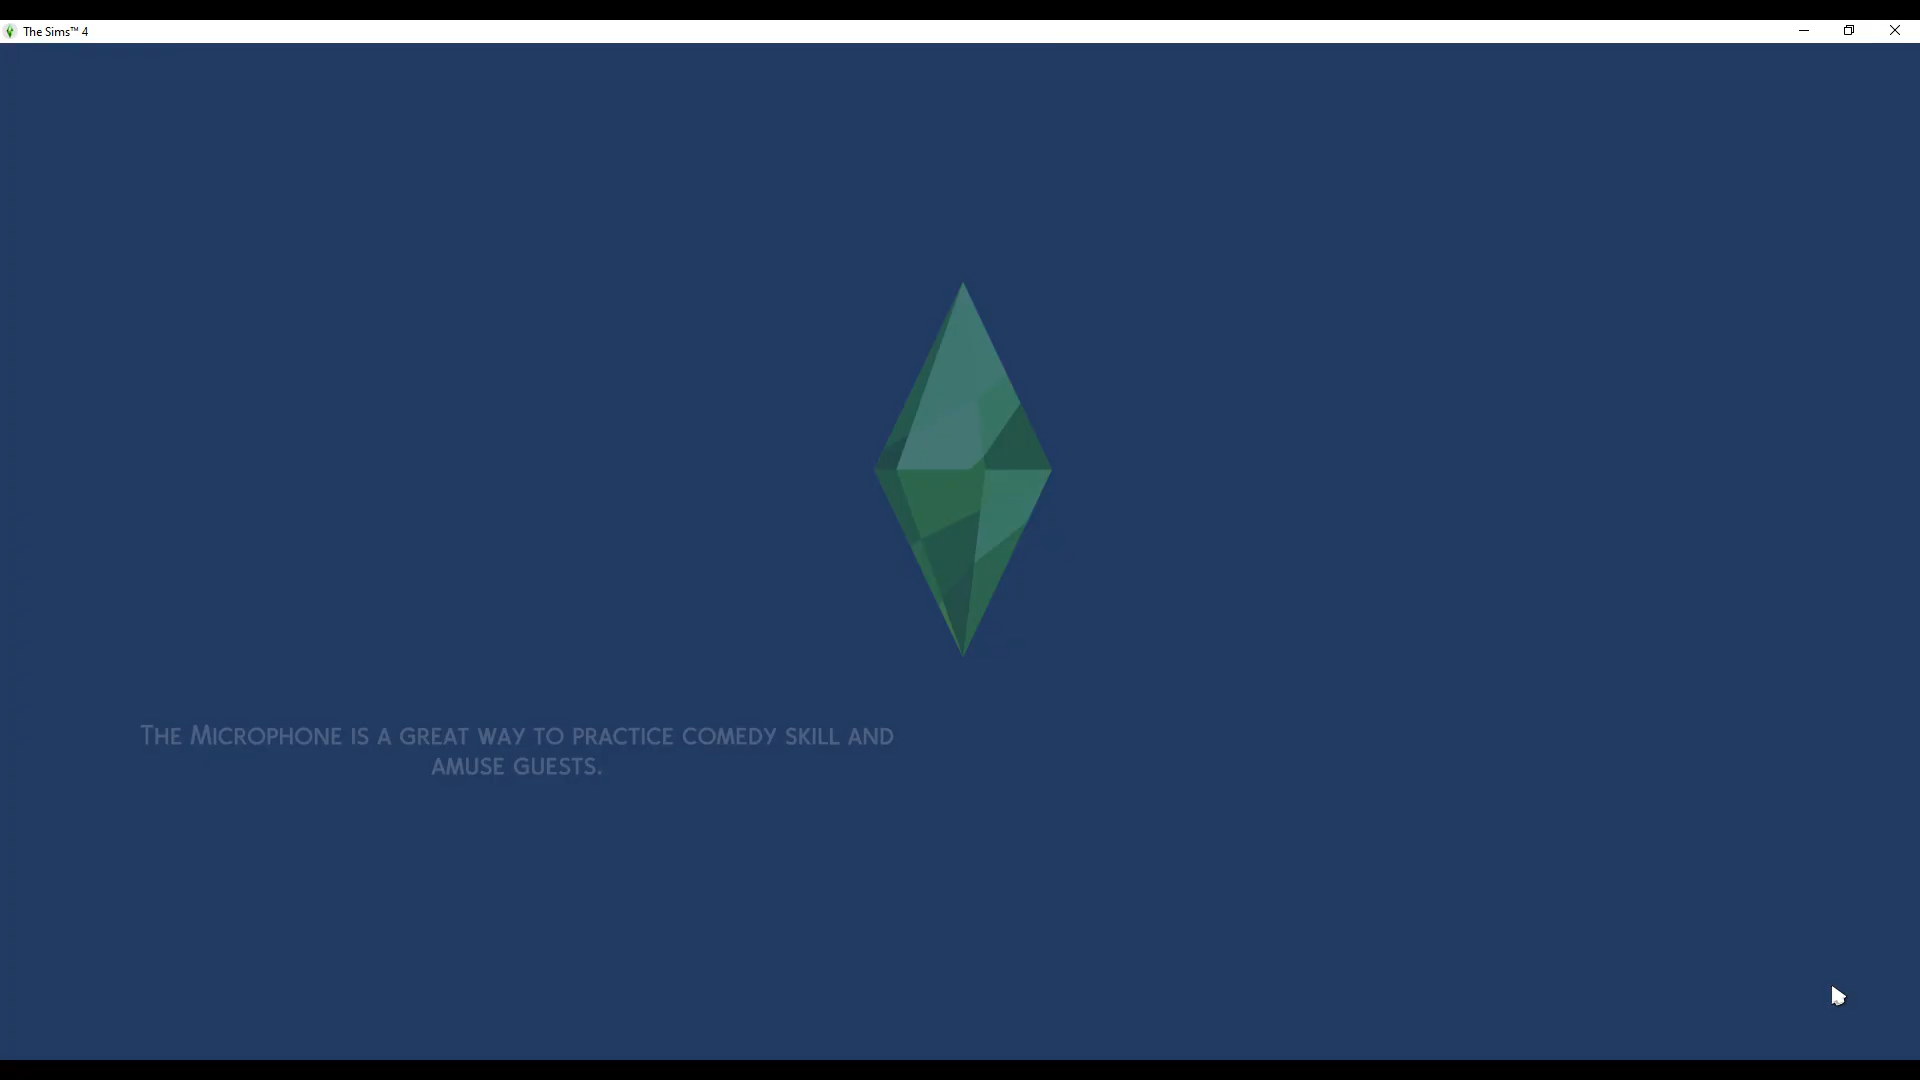 The Sims™ 4
The Microphone is a great way to practice comedy skill and
amuse guests.